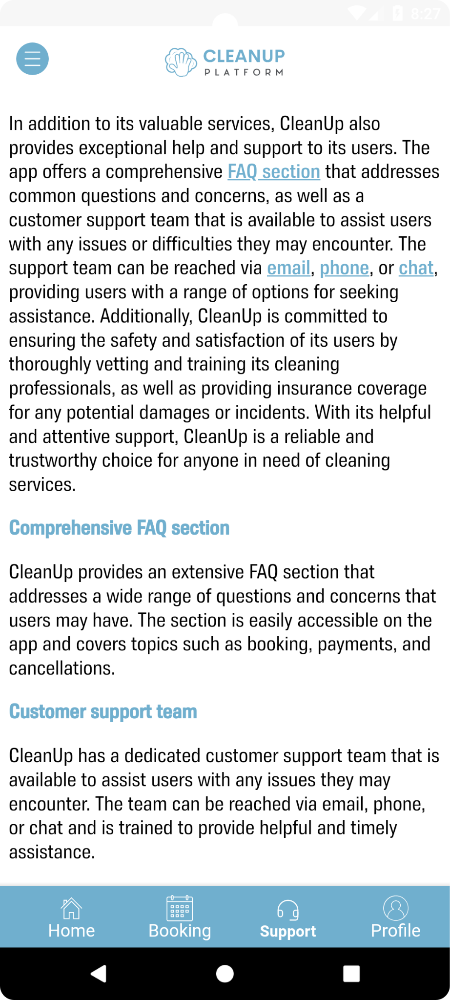 8:27
CLEANUP
PLATFORM
In addition to its valuable services, CleanUp also
provides exceptional help and support to its users. The
app offers a comprehensive FAQ section that addresses
common questions and concerns, as well as a
customer support team that is available to assist users
with any issues or difficulties they may encounter. The
support team can be reached via email, phone, or chat,
providing users with a range of options for seeking
assistance. Additionally, CleanUp is committed to
ensuring the safety and satisfaction of its users by
thoroughly vetting and training its cleaning
professionals, as well as providing insurance coverage
for any potential damages or incidents. With its helpful
and attentive support, CleanUp is a reliable and
trustworthy choice for anyone in need of cleaning
services.
Comprehensive FAQ section
CleanUp provides an extensive FAQ section that
addresses a wide range of questions and concerns that
users may have. The section is easily accessible on the
app and covers topics such as booking, payments, and
cancellations.
Customer support team
CleanUp has a dedicated customer support team that is
available to assist users with any issues they may
encounter. The team can be reached via email, phone,
or chat and is trained to provide helpful and timely
assistance.
Home Booking Support Profile